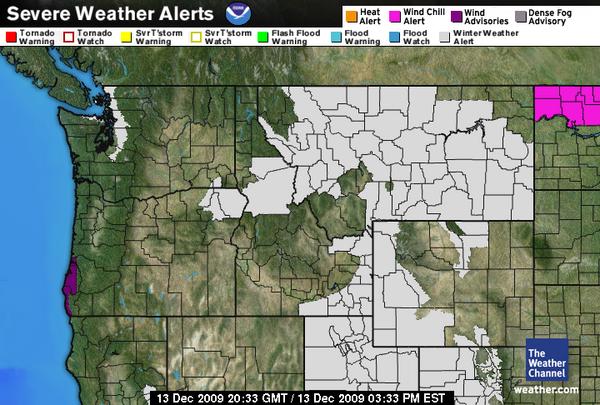 Severe Weather Alerts
Heat Alert
Wind Chill Alert
Wind Advisories
Dense Fog Advisory
Tornado Warning
Tornado Watch
SvrT'storm Warning
SvrT'storm Watch
Flash Flood Warning
Flood Warning
Flood Watch
Winter Weather Alert
The
Weather
Channel
weather.com
13 Dec 2009 20:33 GMT / 13 Dec 2009 03:33 PM EST